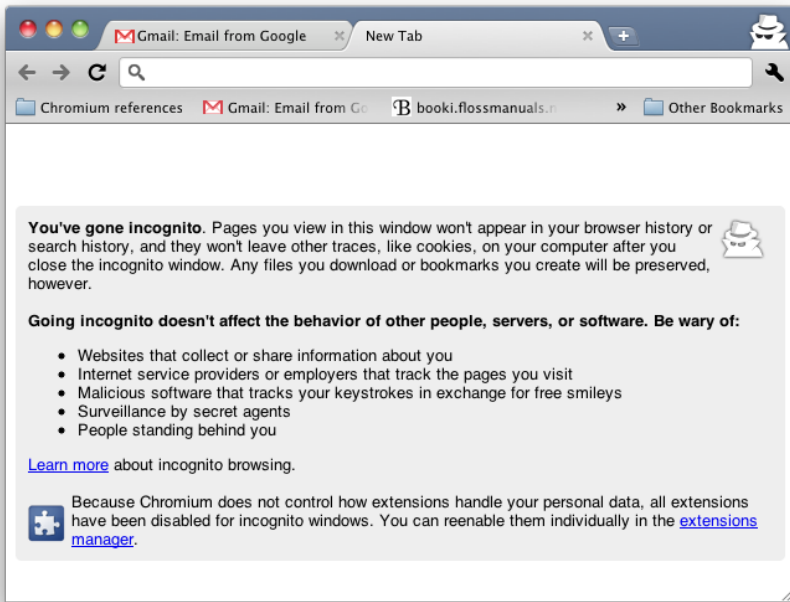 Gmail: Email from Google
New Tab
Chromium references
Gmail: Email from Go
booki.flossmanuals.n
»
Other Bookmarks
You've gone incognito. Pages you view in this window won't appear in your browser history or
search history, and they won't leave other traces, like cookies, on your computer after you
close the incognito window. Any files you download or bookmarks you create will be preserved,
however.
Going incognito doesn't affect the behavior of other people, servers, or software. Be wary of:
• Websites that collect or share information about you
• Internet service providers or employers that track the pages you visit
• Malicious software that tracks your keystrokes in exchange for free smileys
• Surveillance by secret agents
• People standing behind you
Learn more about incognito browsing.
Because Chromium does not control how extensions handle your personal data, all extensions
have been disabled for incognito windows. You can reenable them individually in the extensions
manager.